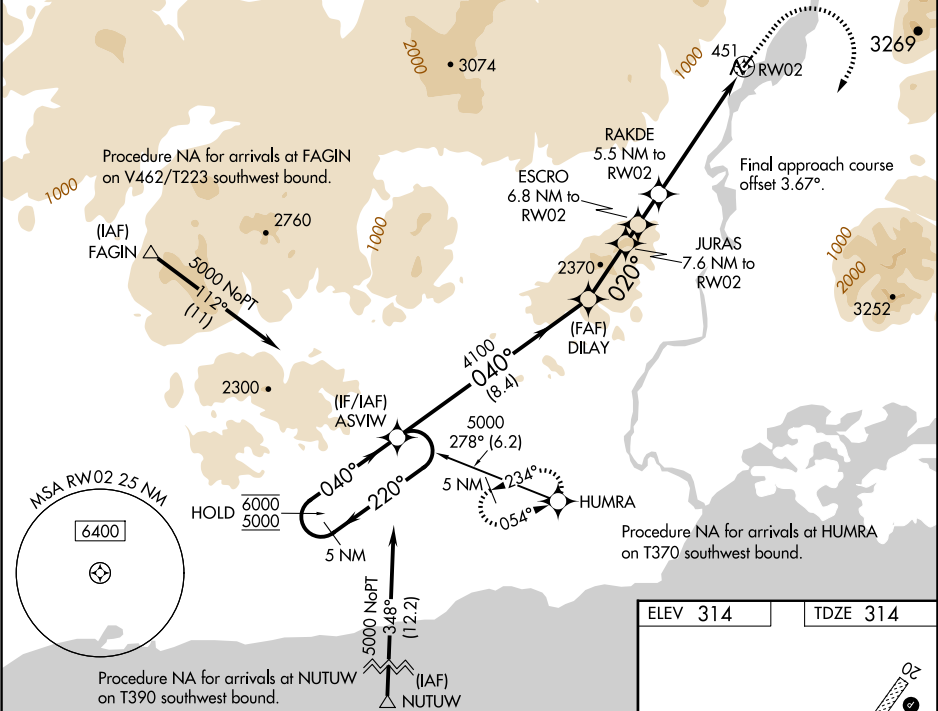 2000
3074
1000
451
RW02
3269
RAKDE
5.5 NM to
RW02
Procedure NA for arrivals at FAGIN
on V462/T223 southwest bound.
ESCRO
6.8 NM to
RW02
Final approach course
offset 3.67°.
1000
2760
1000
(IAF)
FAGIN
5000 NoPT
112°
(11)
JURAS
7.6 NM to
RW02
1000
2000
2370
020°
3252
(FAF)
DILAY
4100
040°
(8.4)
2300
(IF/IAF)
ASVIW
5000
278° (6.2)
040°
220°
5 NM
234°
054°
HUMRA
MSA RW02 25 NM
6400
HOLD
6000
5000
5 NM
Procedure NA for arrivals at HUMRA
on T370 southwest bound.
5000 NoPT
348°
(12.2)
ELEV 314
TDZE 314
Procedure NA for arrivals at NUTUW
on T390 southwest bound.
(IAF)
NUTUW
20
P